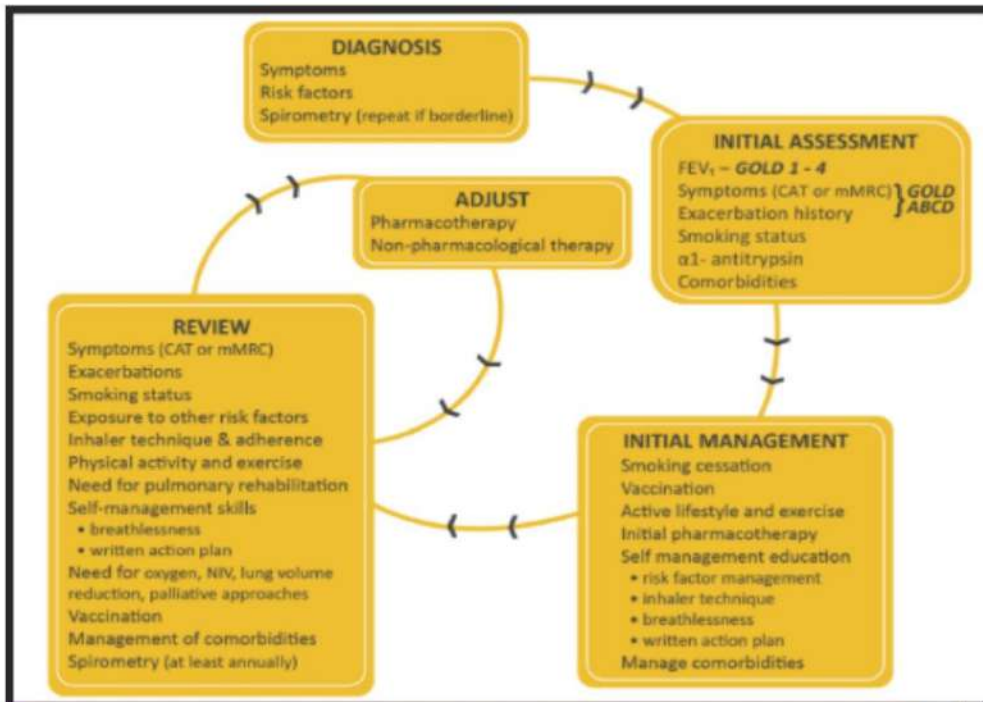 DIAGNOSIS
Symptoms
Risk factors
Spirometry (repeat if borderline)
INITIAL ASSESSMENT
FEV₁ – GOLD 1 - 4
Symptoms (CAT or mMRC) } GOLD
Exacerbation history } ABCD
Smoking status
α1- antitrypsin
Comorbidities
ADJUST
Pharmacotherapy
Non-pharmacological therapy
REVIEW
Symptoms (CAT or mMRC)
Exacerbations
Smoking status
Exposure to other risk factors
Inhaler technique & adherence
Physical activity and exercise
Need for pulmonary rehabilitation
Self-management skills
• breathlessness
• written action plan
Need for oxygen, NIV, lung volume
reduction, palliative approaches
Vaccination
Management of comorbidities
Spirometry (at least annually)
INITIAL MANAGEMENT
Smoking cessation
Vaccination
Active lifestyle and exercise
Initial pharmacotherapy
Self management education
• risk factor management
• inhaler technique
• breathlessness
• written action plan
Manage comorbidities